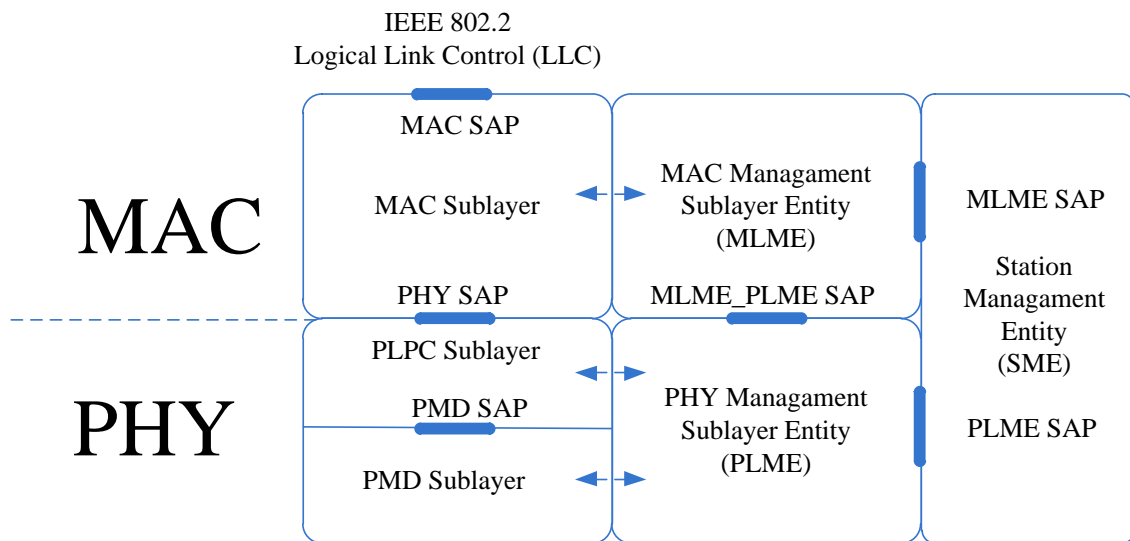 IEEE 802.2
Logical Link Control (LLC)
MAC SAP
MAC
MAC Sublayer
MAC Managament
Sublayer Entity
(MLME)
MLME SAP
PHY SAP
MLME_PLME SAP
Station
Managament
Entity
(SME)
PHY
PLPC Sublayer
PMD SAP
PMD Sublayer
PHY Managament
Sublayer Entity
(PLME)
PLME SAP